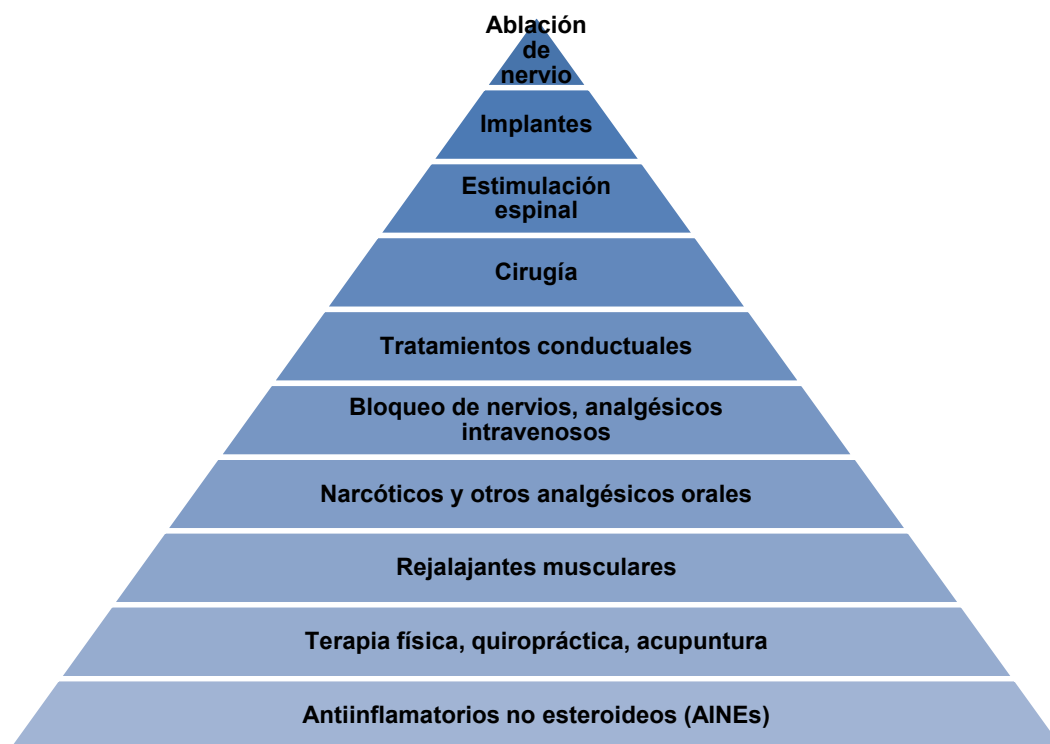 Ablación
de
nervio
Implantes
Estimulación
espinal
Cirugía
Tratamientos conductuales
Bloqueo de nervios, analgésicos
intravenosos
Narcóticos y otros analgésicos orales
Rejalajantes musculares
Terapia física, quiropráctica, acupuntura
Antiinflamatorios no esteroideos (AINEs)